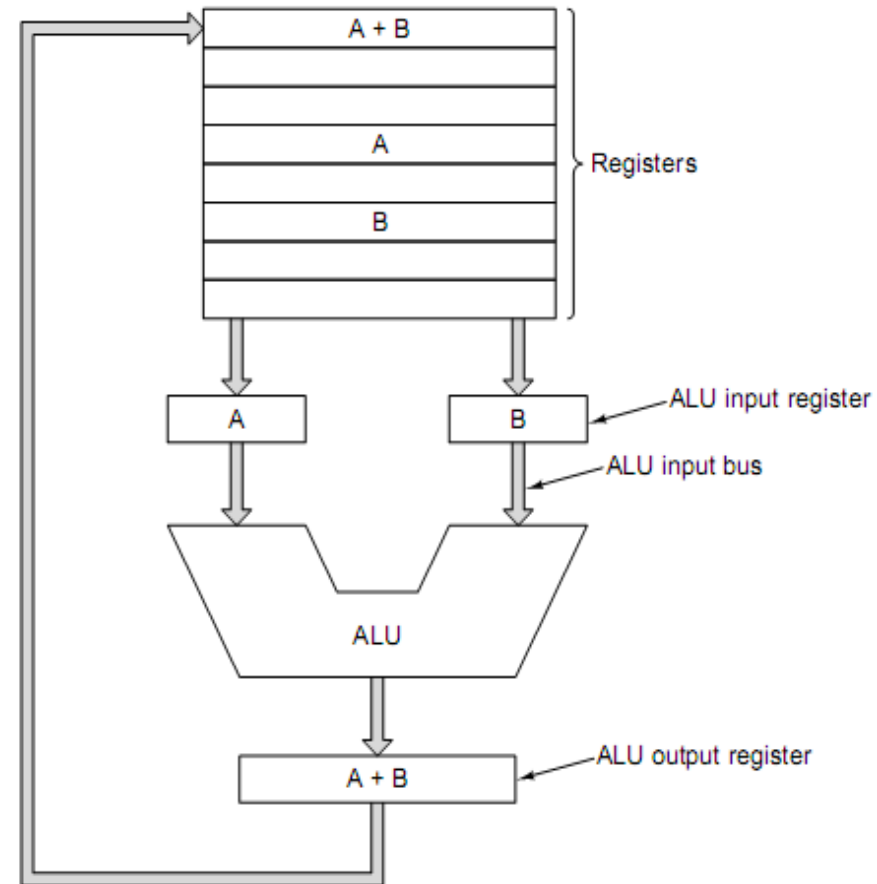 A + B
A
Registers
B
A
B
ALU input register
ALU input bus
ALU
ALU output register
A + B